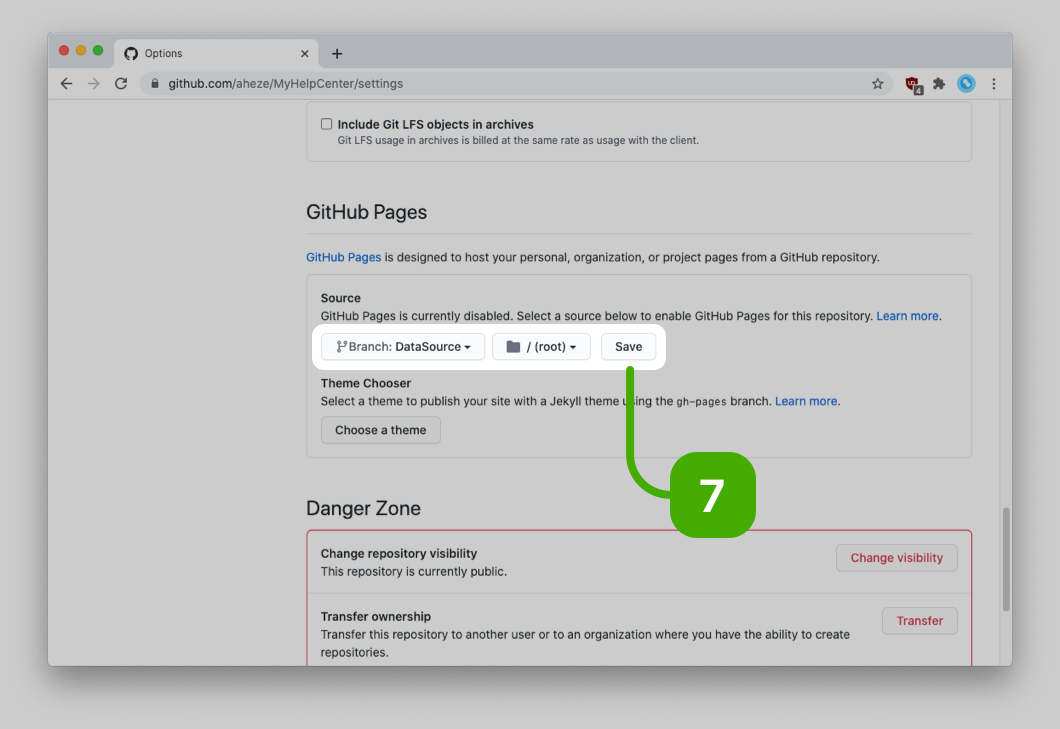 Options
github.com/aheze/MyHelpCenter/settings
4
Include Git LFS objects in archives
Git LFS usage in archives is billed at the same rate as usage with the client.
GitHub Pages
GitHub Pages is designed to host your personal, organization, or project pages from a GitHub repository.
Source
GitHub Pages is currently disabled. Select a source below to enable GitHub Pages for this repository. Learn more.
Branch: DataSource / (root) Save
Theme Chooser
Select a theme to publish your site with a Jekyll theme using the gh-pages branch. Learn more.
Choose a theme
7
Danger Zone
Change repository visibility
This repository is currently public.
Change visibility
Transfer ownership
Transfer this repository to another user or to an organization where you have the ability to create
repositories.
Transfer